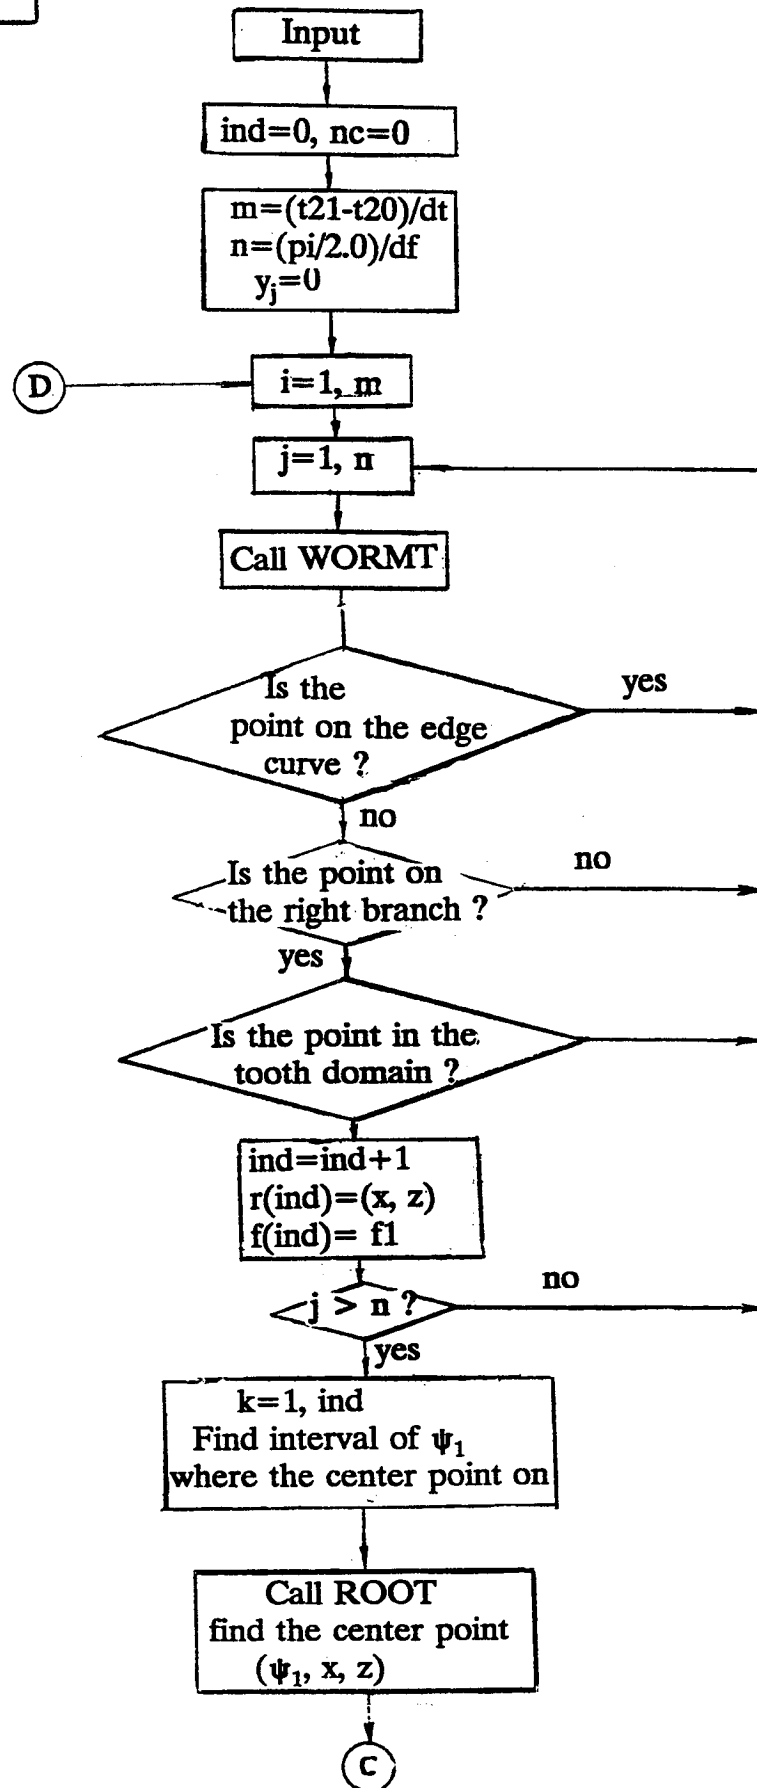 Input
ind=0, nc=0
m=(t21-t20)/dt
n=(pi/2.0)/df
yj=0
D
i=1, m
j=1, n
Call WORMT
Is the
point on the edge
curve ?
yes
no
Is the point on
the right branch ?
no
yes
Is the point in the
tooth domain ?
ind=ind+1
r(ind)=(x, z)
f(ind)= f1
j > n ?
no
yes
k=1, ind
Find interval of ψ₁
where the center point on
Call ROOT
find the center point
(ψ₁, x, z)
C